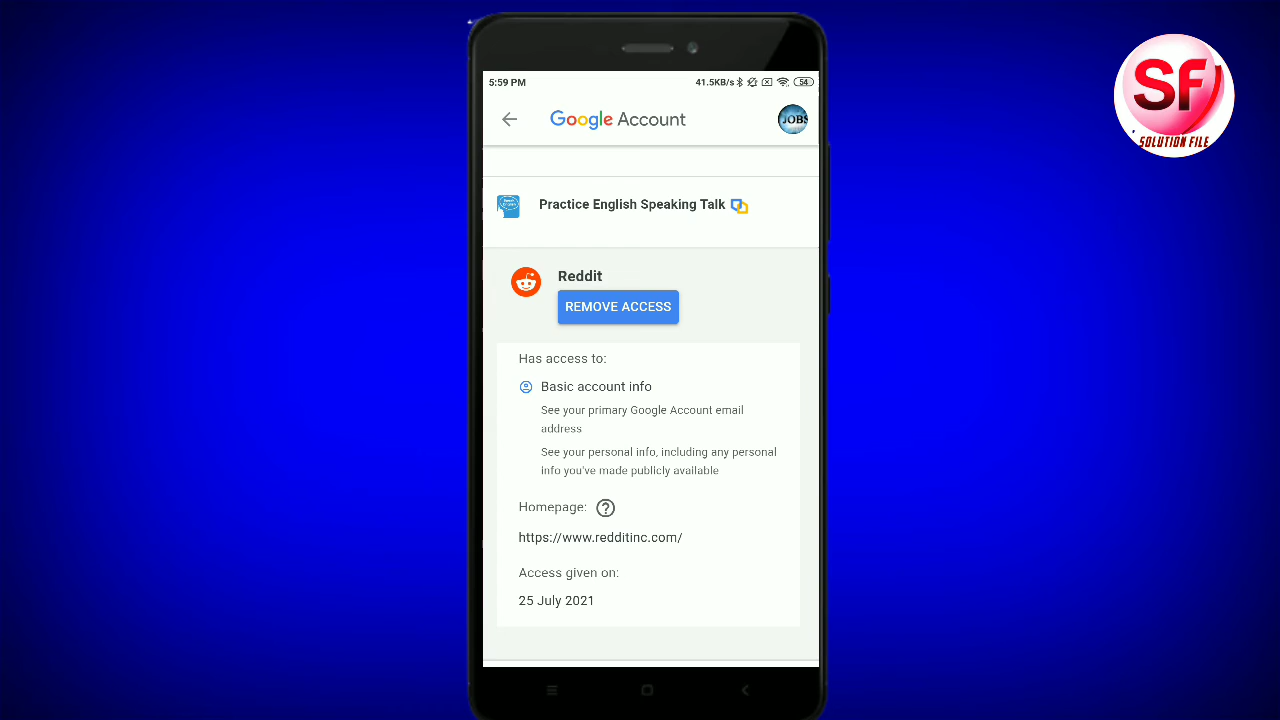 5:59 PM
41.5KB/s
54
Google Account
JOBS
SF
SOLUTION FILE
Practice English Speaking Talk
Reddit
REMOVE ACCESS
Has access to:
Basic account info
See your primary Google Account email
address
See your personal info, including any personal
info you've made publicly available
Homepage:
https://www.redditinc.com/
Access given on:
25 July 2021